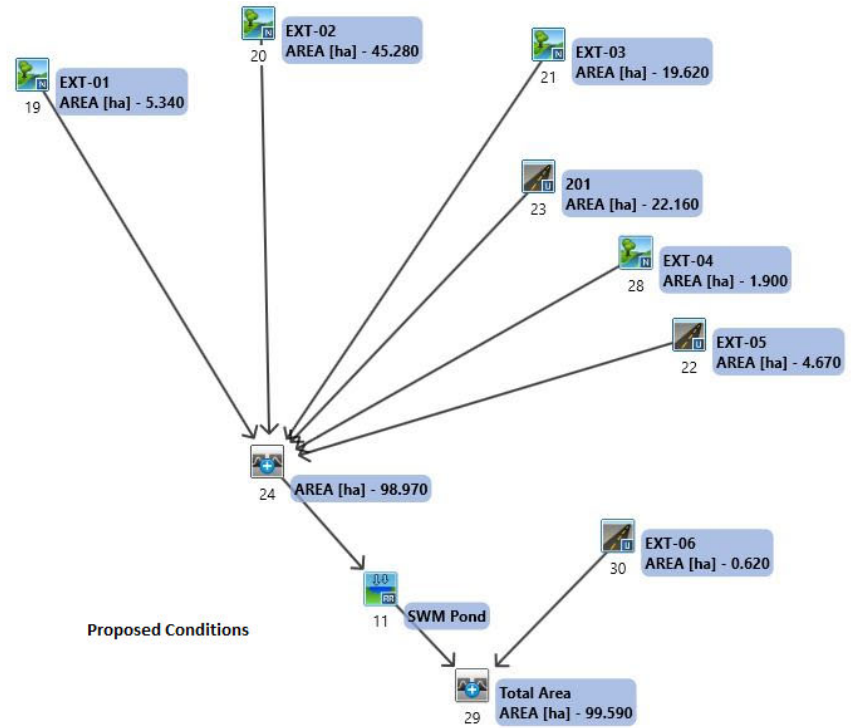 EXT-02
AREA [ha] - 45.280
N
20
EXT-03
AREA [ha] - 19.620
N
21
EXT-01
AREA [ha] - 5.340
N
19
201
AREA [ha] - 22.160
U
23
EXT-04
AREA [ha] - 1.900
N
28
EXT-05
AREA [ha] - 4.670
U
22
AREA [ha] - 98.970
24
EXT-06
AREA [ha] - 0.620
U
30
RR
SWM Pond
11
Proposed Conditions
Total Area
AREA [ha] - 99.590
29